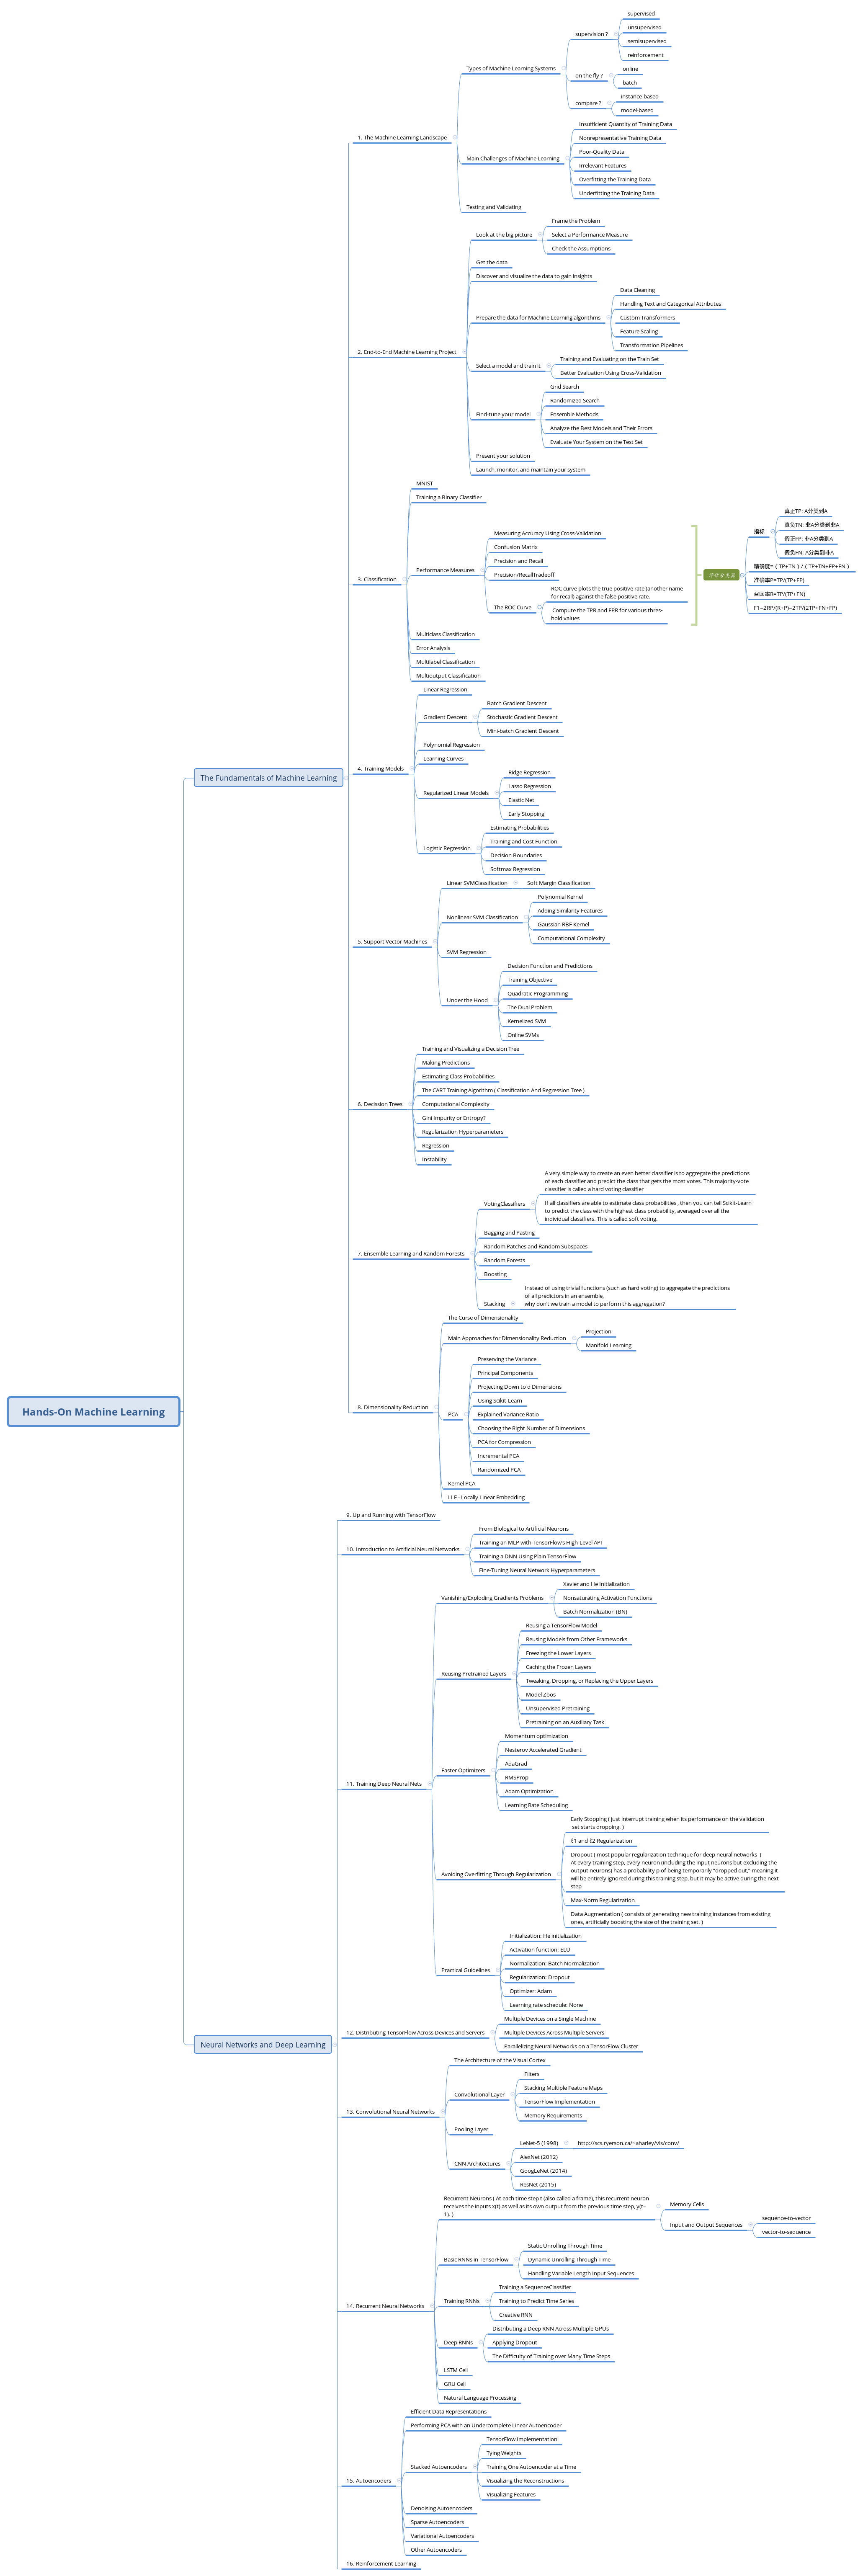 Hands-On Machine Learning
The Fundamentals of Machine Learning
1. The Machine Learning Landscape
Types of Machine Learning Systems
supervision ?
supervised
unsupervised
semisupervised
reinforcement
on the fly ?
online
batch
compare ?
instance-based
model-based
Main Challenges of Machine Learning
Insufficient Quantity of Training Data
Nonrepresentative Training Data
Poor-Quality Data
Irrelevant Features
Overfitting the Training Data
Underfitting the Training Data
Testing and Validating
2. End-to-End Machine Learning Project
Look at the big picture
Frame the Problem
Select a Performance Measure
Check the Assumptions
Get the data
Discover and visualize the data to gain insights
Prepare the data for Machine Learning algorithms
Data Cleaning
Handling Text and Categorical Attributes
Custom Transformers
Feature Scaling
Transformation Pipelines
Select a model and train it
Training and Evaluating on the Train Set
Better Evaluation Using Cross-Validation
Find-tune your model
Grid Search
Randomized Search
Ensemble Methods
Analyze the Best Models and Their Errors
Evaluate Your System on the Test Set
Present your solution
Launch, monitor, and maintain your system
3. Classification
MNIST
Training a Binary Classifier
Performance Measures
Measuring Accuracy Using Cross-Validation
Confusion Matrix
Precision and Recall
Precision/RecallTradeoff
The ROC Curve
ROC curve plots the true positive rate (another name
for recall) against the false positive rate.
Compute the TPR and FPR for various thres-
hold values
评估分类器
指标
真正TP: A分类到A
真负TN: 非A分类到非A
假正FP: 非A分类到A
假负FN: A分类到非A
精确度= ( TP+TN ) / ( TP+TN+FP+FN )
准确率P=TP/(TP+FP)
召回率R=TP/(TP+FN)
F1=2RP/(R+P)=2TP/(2TP+FN+FP)
Multiclass Classification
Error Analysis
Multilabel Classification
Multioutput Classification
4. Training Models
Linear Regression
Gradient Descent
Batch Gradient Descent
Stochastic Gradient Descent
Mini-batch Gradient Descent
Polynomial Regression
Learning Curves
Regularized Linear Models
Ridge Regression
Lasso Regression
Elastic Net
Early Stopping
Logistic Regression
Estimating Probabilities
Training and Cost Function
Decision Boundaries
Softmax Regression
5. Support Vector Machines
Linear SVMClassification
Soft Margin Classification
Nonlinear SVM Classification
Polynomial Kernel
Adding Similarity Features
Gaussian RBF Kernel
Computational Complexity
SVM Regression
Under the Hood
Decision Function and Predictions
Training Objective
Quadratic Programming
The Dual Problem
Kernelized SVM
Online SVMs
6. Decission Trees
Training and Visualizing a Decision Tree
Making Predictions
Estimating Class Probabilities
The CART Training Algorithm ( Classification And Regression Tree )
Computational Complexity
Gini Impurity or Entropy?
Regularization Hyperparameters
Regression
Instability
7. Ensemble Learning and Random Forests
VotingClassifiers
A very simple way to create an even better classifier is to aggregate the predictions
of each classifier and predict the class that gets the most votes. This majority-vote
classifier is called a hard voting classifier
If all classifiers are able to estimate class probabilities , then you can tell Scikit-Learn
to predict the class with the highest class probability, averaged over all the
individual classifiers. This is called soft voting.
Bagging and Pasting
Random Patches and Random Subspaces
Random Forests
Boosting
Stacking
Instead of using trivial functions (such as hard voting) to aggregate the predictions
of all predictors in an ensemble,
why don't we train a model to perform this aggregation?
8. Dimensionality Reduction
The Curse of Dimensionality
Main Approaches for Dimensionality Reduction
Projection
Manifold Learning
PCA
Preserving the Variance
Principal Components
Projecting Down to d Dimensions
Using Scikit-Learn
Explained Variance Ratio
Choosing the Right Number of Dimensions
PCA for Compression
Incremental PCA
Randomized PCA
Kernel PCA
LLE - Locally Linear Embedding
Neural Networks and Deep Learning
9. Up and Running with TensorFlow
10. Introduction to Artificial Neural Networks
From Biological to Artificial Neurons
Training an MLP with TensorFlow's High-Level API
Training a DNN Using Plain TensorFlow
Fine-Tuning Neural Network Hyperparameters
11. Training Deep Neural Nets
Vanishing/Exploding Gradients Problems
Xavier and He Initialization
Nonsaturating Activation Functions
Batch Normalization (BN)
Reusing Pretrained Layers
Reusing a TensorFlow Model
Reusing Models from Other Frameworks
Freezing the Lower Layers
Caching the Frozen Layers
Tweaking, Dropping, or Replacing the Upper Layers
Model Zoos
Unsupervised Pretraining
Pretraining on an Auxiliary Task
Faster Optimizers
Momentum optimization
Nesterov Accelerated Gradient
AdaGrad
RMSProp
Adam Optimization
Learning Rate Scheduling
Avoiding Overfitting Through Regularization
Early Stopping ( just interrupt training when its performance on the validation
set starts dropping. )
ℓ1 and ℓ2 Regularization
Dropout ( most popular regularization technique for deep neural networks )
At every training step, every neuron (including the input neurons but excluding the
output neurons) has a probability p of being temporarily "dropped out," meaning it
will be entirely ignored during this training step, but it may be active during the next
step
Max-Norm Regularization
Data Augmentation ( consists of generating new training instances from existing
ones, artificially boosting the size of the training set. )
Practical Guidelines
Initialization: He initialization
Activation function: ELU
Normalization: Batch Normalization
Regularization: Dropout
Optimizer: Adam
Learning rate schedule: None
12. Distributing TensorFlow Across Devices and Servers
Multiple Devices on a Single Machine
Multiple Devices Across Multiple Servers
Parallelizing Neural Networks on a TensorFlow Cluster
13. Convolutional Neural Networks
The Architecture of the Visual Cortex
Convolutional Layer
Filters
Stacking Multiple Feature Maps
TensorFlow Implementation
Memory Requirements
Pooling Layer
CNN Architectures
LeNet-5 (1998)
http://scs.ryerson.ca/~aharley/vis/conv/
AlexNet (2012)
GoogLeNet (2014)
ResNet (2015)
14. Recurrent Neural Networks
Recurrent Neurons ( At each time step t (also called a frame), this recurrent neuron
receives the inputs x(t) as well as its own output from the previous time step, y(t–
1). )
Memory Cells
Input and Output Sequences
sequence-to-vector
vector-to-sequence
Basic RNNs in TensorFlow
Static Unrolling Through Time
Dynamic Unrolling Through Time
Handling Variable Length Input Sequences
Training RNNs
Training a SequenceClassifier
Training to Predict Time Series
Creative RNN
Deep RNNs
Distributing a Deep RNN Across Multiple GPUs
Applying Dropout
The Difficulty of Training over Many Time Steps
LSTM Cell
GRU Cell
Natural Language Processing
15. Autoencoders
Efficient Data Representations
Performing PCA with an Undercomplete Linear Autoencoder
Stacked Autoencoders
TensorFlow Implementation
Tying Weights
Training One Autoencoder at a Time
Visualizing the Reconstructions
Visualizing Features
Denoising Autoencoders
Sparse Autoencoders
Variational Autoencoders
Other Autoencoders
16. Reinforcement Learning